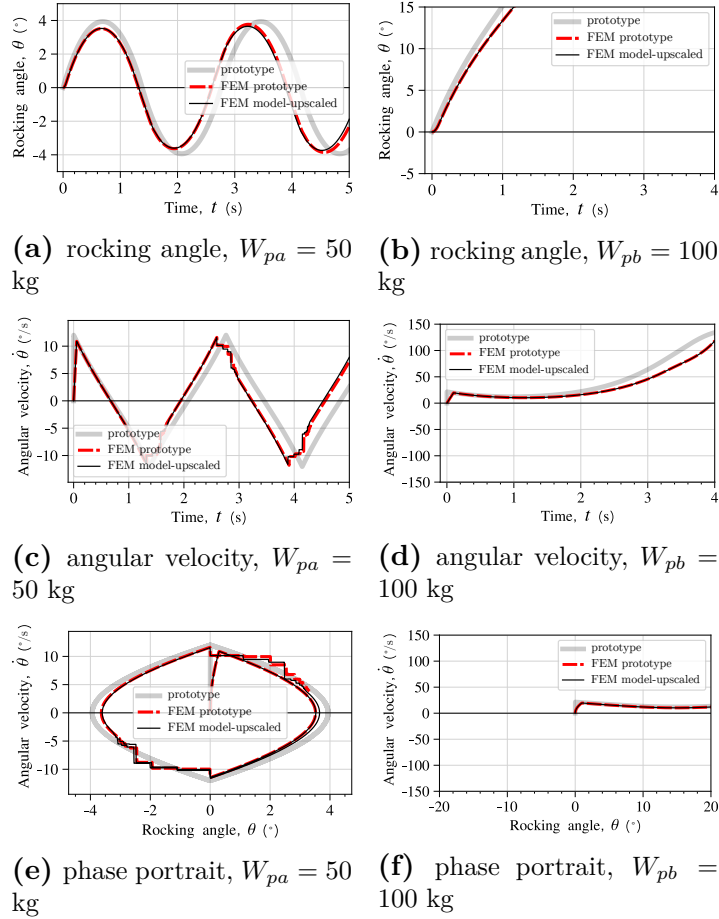 4
2
0
-2
-4
Rocking angle, θ (°)
prototype
FEM prototype
FEM model-upscaled
0
1
2
3
4
5
Time, t (s)
(a) rocking angle, W_pa = 50
kg
15
10
5
0
-5
Rocking angle, θ (°)
prototype
FEM prototype
FEM model-upscaled
0
1
2
3
4
Time, t (s)
(b) rocking angle, W_pb = 100
kg
10
5
0
-5
-10
Angular velocity, θ̇ (°/s)
prototype
FEM prototype
FEM model-upscaled
0
1
2
3
4
5
Time, t (s)
(c) angular velocity, W_pa =
50 kg
150
100
50
0
-50
-100
-150
Angular velocity, θ̇ (°/s)
prototype
FEM prototype
FEM model-upscaled
0
1
2
3
4
Time, t (s)
(d) angular velocity, W_pb =
100 kg
10
5
0
-5
-10
Angular velocity, θ̇ (°/s)
prototype
FEM prototype
FEM model-upscaled
-4
-2
0
2
4
Rocking angle, θ (°)
(e) phase portrait, W_pa = 50
kg
150
100
50
0
-50
-100
-150
Angular velocity, θ̇ (°/s)
prototype
FEM prototype
FEM model-upscaled
-20
-10
0
10
20
Rocking angle, θ (°)
(f) phase portrait, W_pb =
100 kg